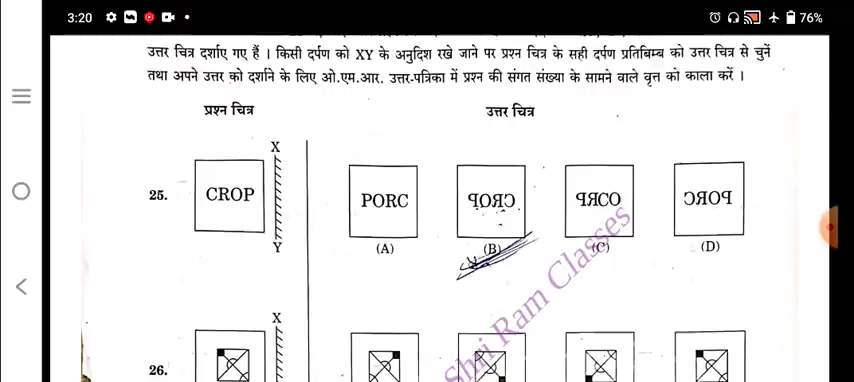 3:20
76%
उत्तर चित्र दर्शाए गए हैं । किसी दर्पण को XY के अनुदिश रखे जाने पर प्रश्न चित्र के सही दर्पण प्रतिबिम्ब को उत्तर चित्र से चुनें
तथा अपने उत्तर को दर्शाने के लिए ओ.एम.आर. उत्तर-पत्रिका में प्रश्न की संगत संख्या के सामने वाले वृत्त को काला करें ।
प्रश्न चित्र
उत्तर चित्र
X
25.
CROP
PORC
Y
(A)
(B)
(C)
(D)
Shri Ram Classes
X
26.